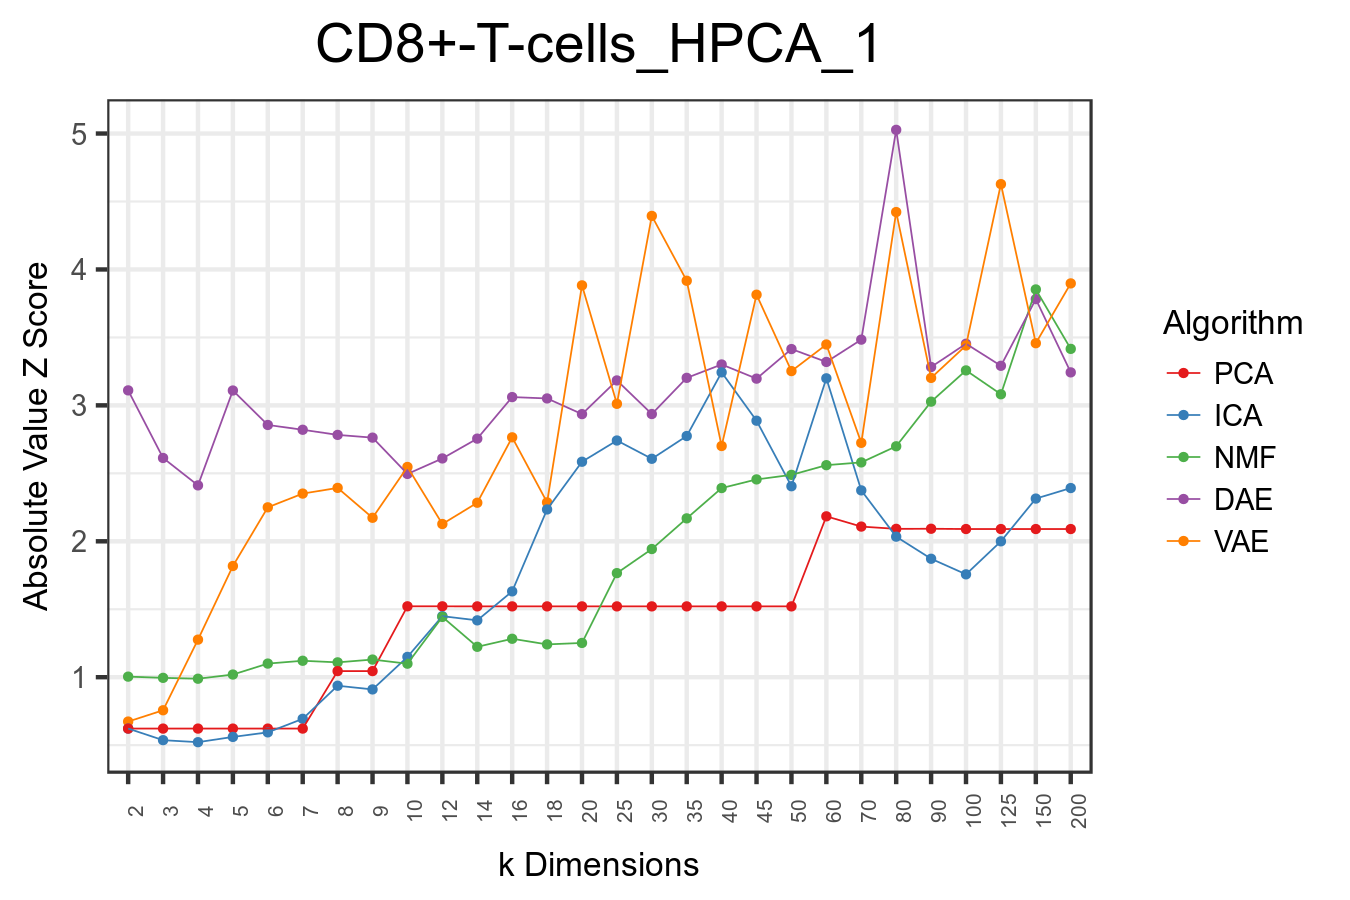 CD8+-T-cells_HPCA_1
Absolute Value Z Score
5
4
3
2
1
2 3 4 5 6 7 8 9 10 12 14 16 18 20 25 30 35 40 45 50 60 70 80 90 100 125 150 200
k Dimensions
Algorithm
PCA
ICA
NMF
DAE
VAE